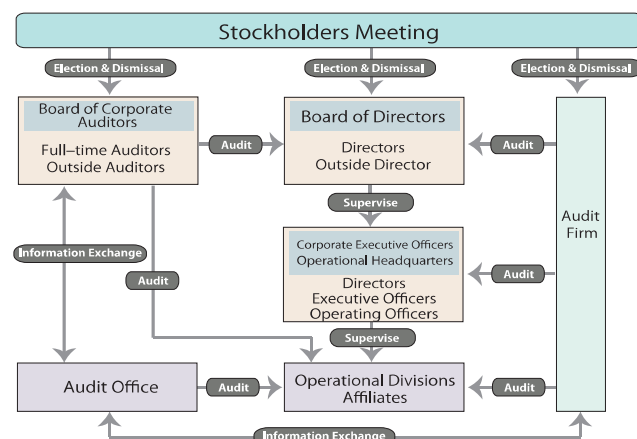 Stockholders Meeting
Election & Dismissal
Election & Dismissal
Election & Dismissal
Board of Corporate
Auditors
Full–time Auditors
Outside Auditors
Audit
Board of Directors
Directors
Outside Director
Audit
Supervise
Audit
Firm
Information Exchange
Audit
Corporate Executive Officers
Operational Headquarters
Directors
Executive Officers
Operating Officers
Audit
Supervise
Audit Office
Audit
Operational Divisions
Affiliates
Audit
Information Exchange